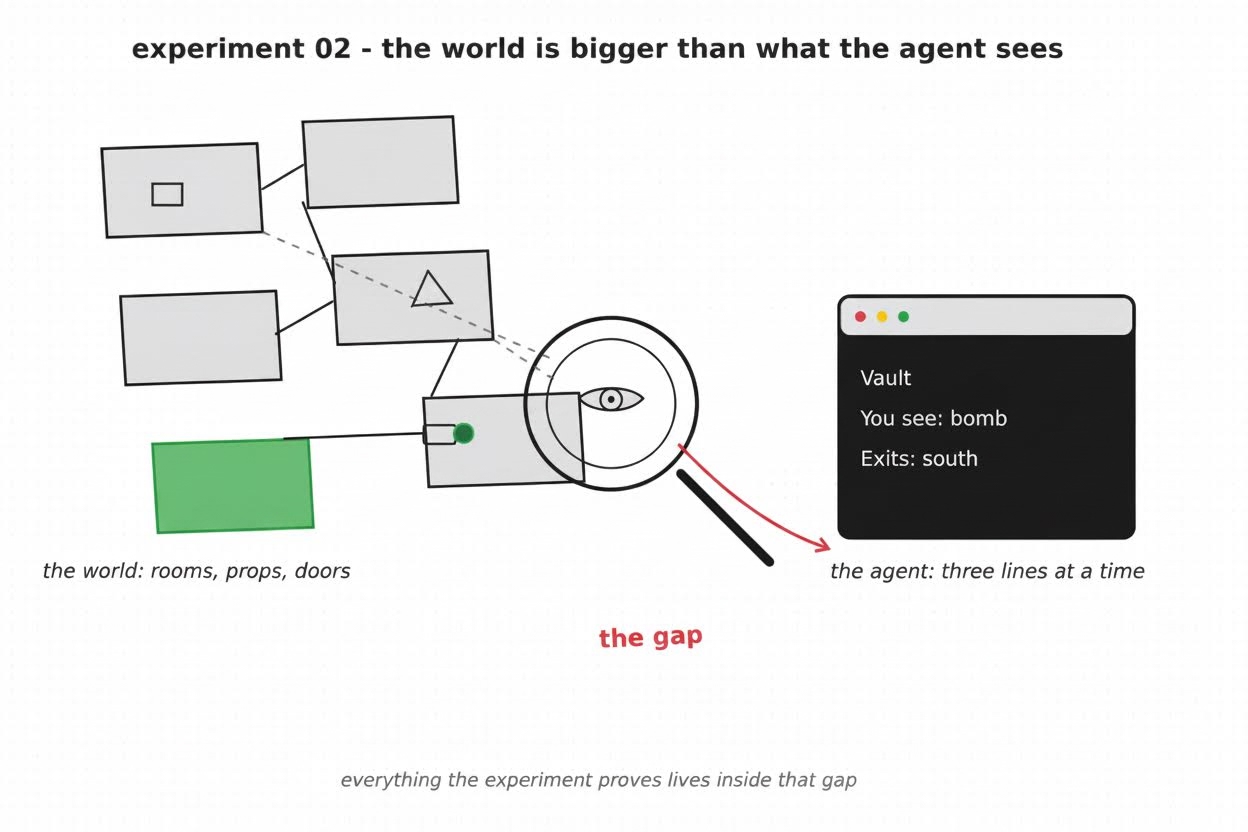 experiment 02 - the world is bigger than what the agent sees
Vault
You see: bomb
Exits: south
the world: rooms, props, doors
the agent: three lines at a time
the gap
everything the experiment proves lives inside that gap